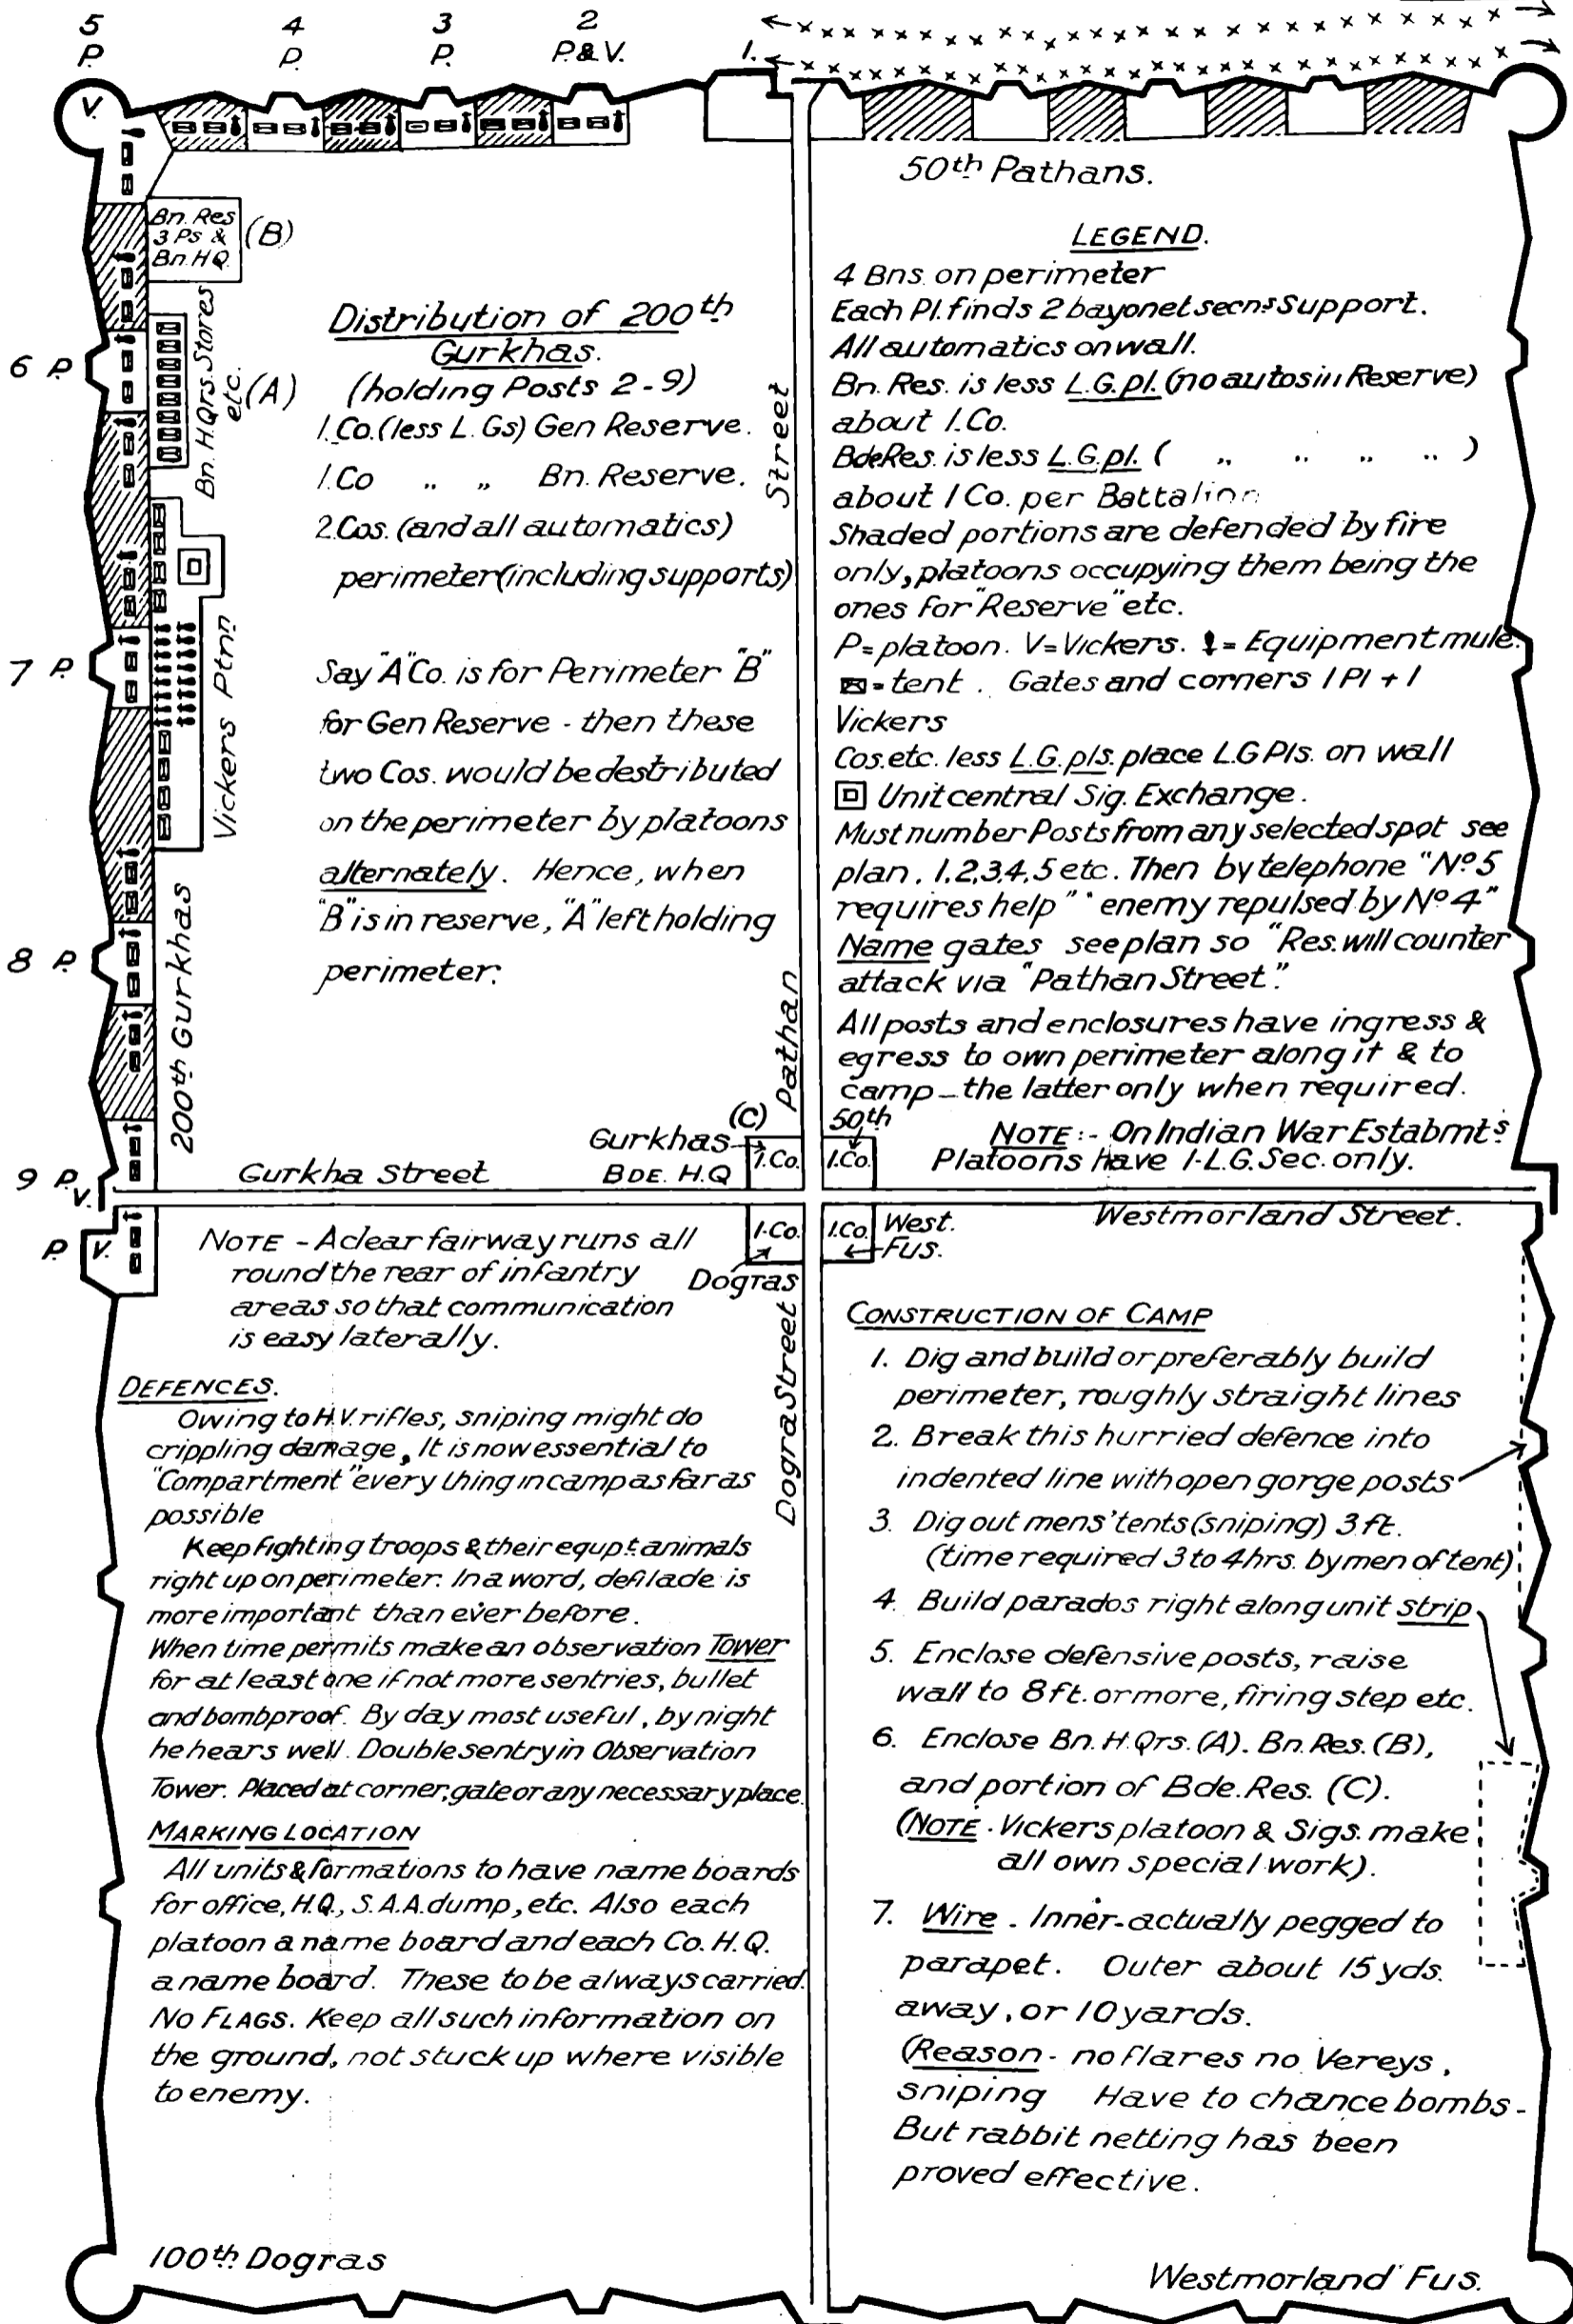 5
P.
4
P.
3
P.
2
P.& V.
1.
V.
Bn. Res
3 Ps &
Bn. HQ.
(B)
Bn. H.Qrs. Stores
etc.
(A)
6 P.
7 P.
Vickers Ptn.
8 P.
200th Gurkhas
9 P.
V.
P.
V.
Distribution of 200th
Gurkhas.
(holding Posts 2-9)
1.Co.(less L.Gs) Gen Reserve.
1.Co „ „ Bn. Reserve.
2.Cos. (and all automatics)
perimeter (including supports)
Say "A" Co. is for Perimeter "B"
for Gen Reserve - then these
two Cos. would be destributed
on the perimeter by platoons
alternately. Hence, when
"B" is in reserve, "A" left holding
perimeter.
Pathan Street
50th Pathans.
LEGEND.
4 Bns. on perimeter
Each Pl. finds 2 bayonet secns Support.
All automatics on wall.
Bn. Res. is less L.G. pl. (no autos in Reserve)
about 1.Co.
Bde Res. is less L.G. pl. ( „ „ „ „ )
about 1 Co. per Battalion
Shaded portions are defended by fire
only, platoons occupying them being the
ones for "Reserve" etc.
P = platoon. V = Vickers. = Equipment mule.
= tent. Gates and corners 1 Pl + 1
Vickers
Cos. etc. less L.G. pls. place L.G Pls. on wall
Unit central Sig. Exchange.
Must number Posts from any selected spot see
plan. 1,2,3,4,5 etc. Then by telephone "No. 5
requires help" "enemy repulsed by No. 4"
Name gates see plan so "Res. will counter
attack via "Pathan Street."
All posts and enclosures have ingress &
egress to own perimeter along it & to
camp - the latter only when required.
NOTE :- On Indian War Estabmts
Platoons have 1-L.G. Sec. only.
(C)
Gurkhas
1.Co.
50th
1.Co.
BDE. H.Q
Gurkha Street
Westmorland Street.
1.Co.
Dogras
1.Co.
West.
Fus.
NOTE - A clear fairway runs all
round the rear of infantry
areas so that communication
is easy laterally.
DEFENCES.
Owing to H.V. rifles, sniping might do
crippling damage, It is now essential to
"Compartment" every thing in camp as far as
possible
Keep fighting troops & their equpt. animals
right up on perimeter. In a word, defilade is
more important than ever before.
When time permits make an observation Tower
for at least one if not more sentries, bullet
and bombproof. By day most useful, by night
he hears well. Double sentry in Observation
Tower. Placed at corner, gate or any necessary place.
MARKING LOCATION
All units & formations to have name boards
for office, H.Q., S.A.A. dump, etc. Also each
platoon a name board and each Co. H.Q.
a name board. These to be always carried.
No FLAGS. Keep all such information on
the ground, not stuck up where visible
to enemy.
100th Dogras
Dogra Street
CONSTRUCTION OF CAMP
1. Dig and build or preferably build
perimeter, roughly straight lines
2. Break this hurried defence into
indented line with open gorge posts
3. Dig out mens' tents (sniping) 3 ft.
(time required 3 to 4 hrs. by men of tent)
4. Build parados right along unit strip
5. Enclose defensive posts, raise
wall to 8 ft. or more, firing step etc.
6. Enclose Bn. H.Qrs. (A). Bn. Res. (B),
and portion of Bde. Res. (C).
(NOTE. Vickers platoon & Sigs. make
all own special work).
7. Wire - Inner-actually pegged to
parapet. Outer about 15 yds.
away, or 10 yards.
(Reason - no flares no Vereys,
sniping Have to chance bombs -
But rabbit netting has been
proved effective.
Westmorland Fus.